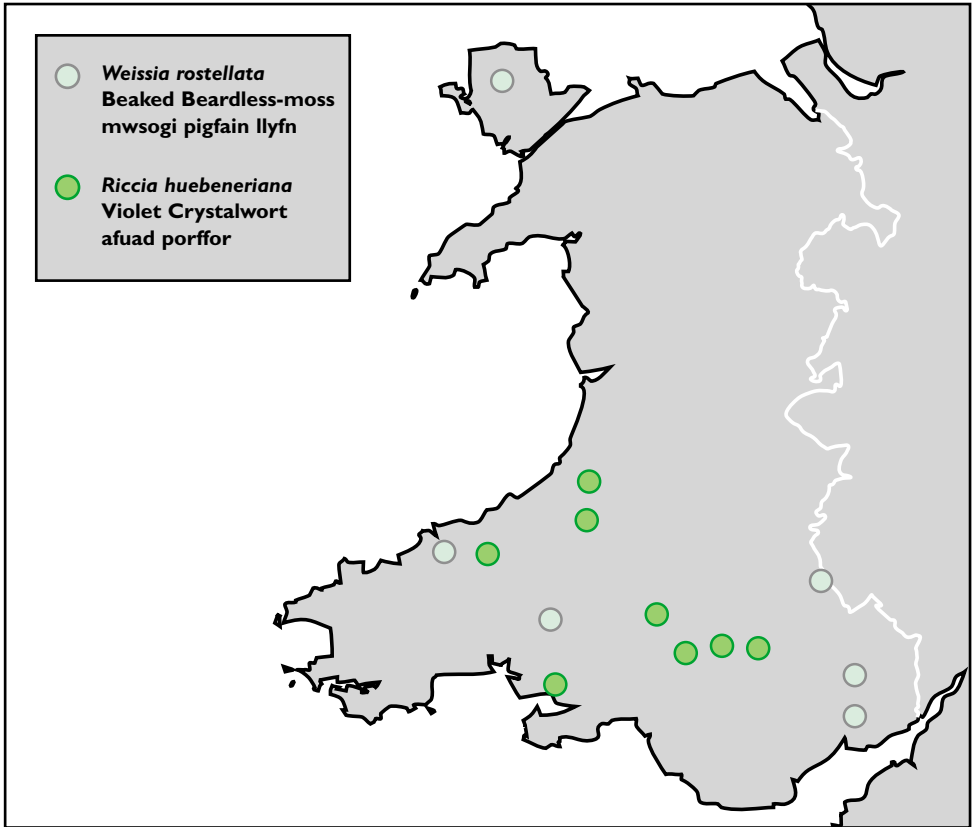 Weissia rostellata
Beaked Beardless-moss
mwsogi pigfain llyfn
Riccia huebeneriana
Violet Crystalwort
afuad porffor